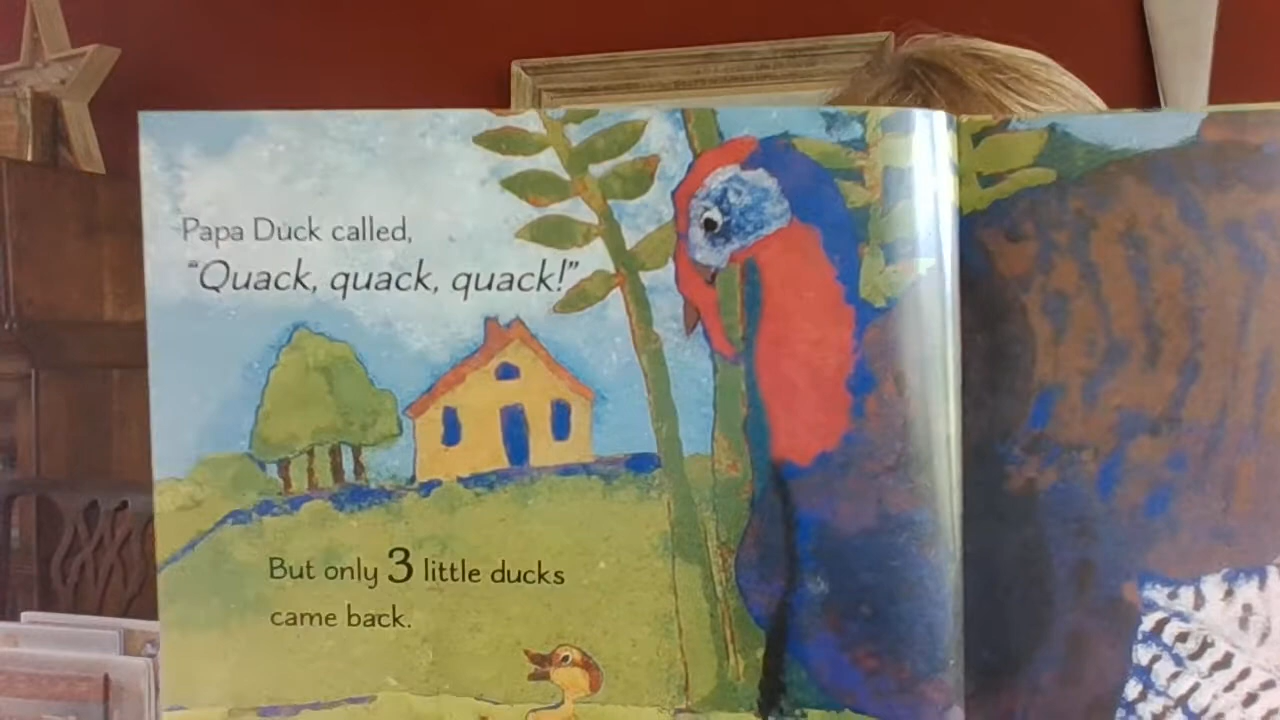 Papa Duck called,
“Quack, quack, quack!”
But only 3 little ducks
came back.